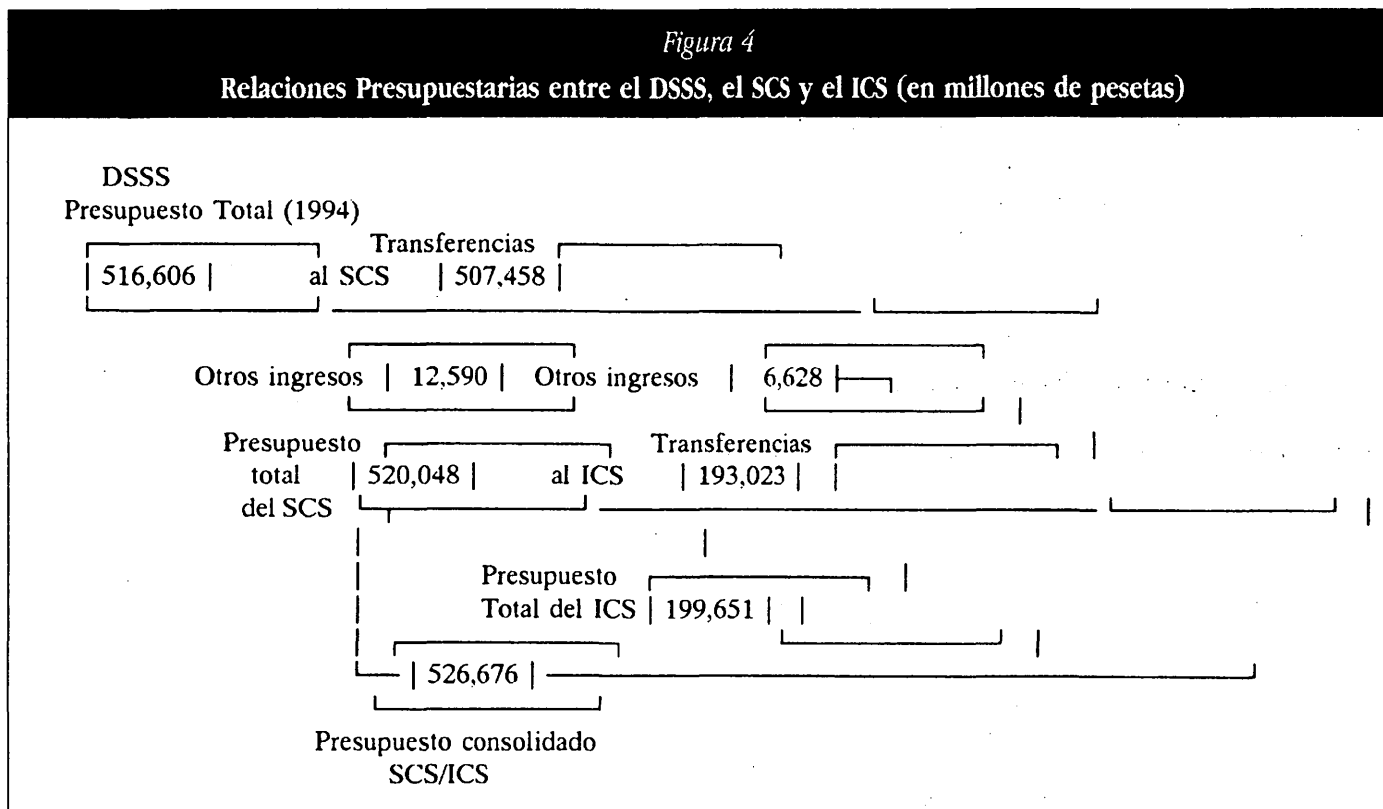 Figura 4
Relaciones Presupuestarias entre el DSSS, el SCS y el ICS (en millones de pesetas)
DSSS
Presupuesto Total (1994)
Transferencias
516,606 al SCS 507,458
Otros ingresos 12,590 Otros ingresos 6,628
Presupuesto Transferencias
total 520,048 al ICS 193,023
del SCS
Presupuesto
Total del ICS 199,651
526,676
Presupuesto consolidado
SCS/ICS